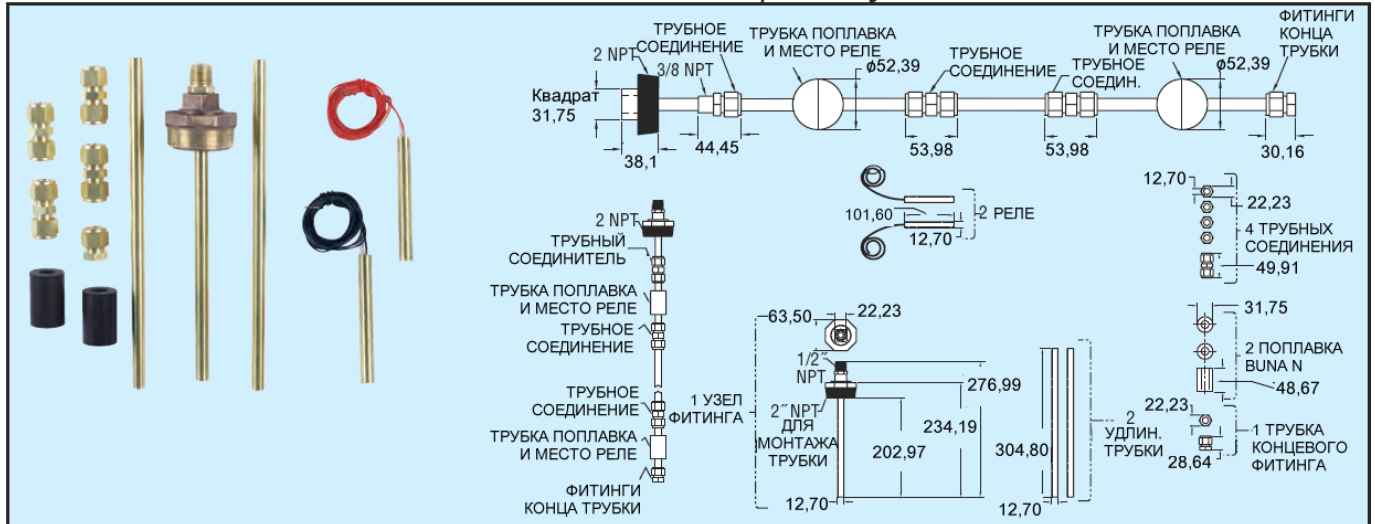 2 NPT
ТРУБНОЕ
СОЕДИНЕНИЕ
3/8 NPT
ТРУБКА ПОПЛАВКА
И МЕСТО РЕЛЕ
ϕ52,39
ТРУБНОЕ
СОЕДИНЕНИЕ
ТРУБНОЕ
СОЕДИН.
ТРУБКА ПОПЛАВКА
И МЕСТО РЕЛЕ
ϕ52,39
ФИТИНГИ
КОНЦА
ТРУБКИ
Квадрат
31,75
38,1
44,45
53,98
53,98
30,16
2 NPT
ТРУБНЫЙ
СОЕДИНИТЕЛЬ
ТРУБКА ПОПЛАВКА
И МЕСТО РЕЛЕ
ТРУБНОЕ
СОЕДИНЕНИЕ
ТРУБНОЕ
СОЕДИНЕНИЕ
ТРУБКА ПОПЛАВКА
И МЕСТО РЕЛЕ
ФИТИНГИ
КОНЦА ТРУБКИ
101,60
12,70
2 РЕЛЕ
12,70
22,23
4 ТРУБНЫХ
СОЕДИНЕНИЯ
49,91
63,50
22,23
1/2″
NPT
1 УЗЕЛ
ФИТИНГА
2″NPT
ДЛЯ
МОНТАЖА
ТРУБКИ
276,99
234,19
202,97
12,70
304,80
12,70
2
УДЛИН.
ТРУБКИ
31,75
2 ПОПЛАВКА
BUNA N
48,67
22,23
1 ТРУБКА
КОНЦЕВОГО
ФИТИНГА
28,64